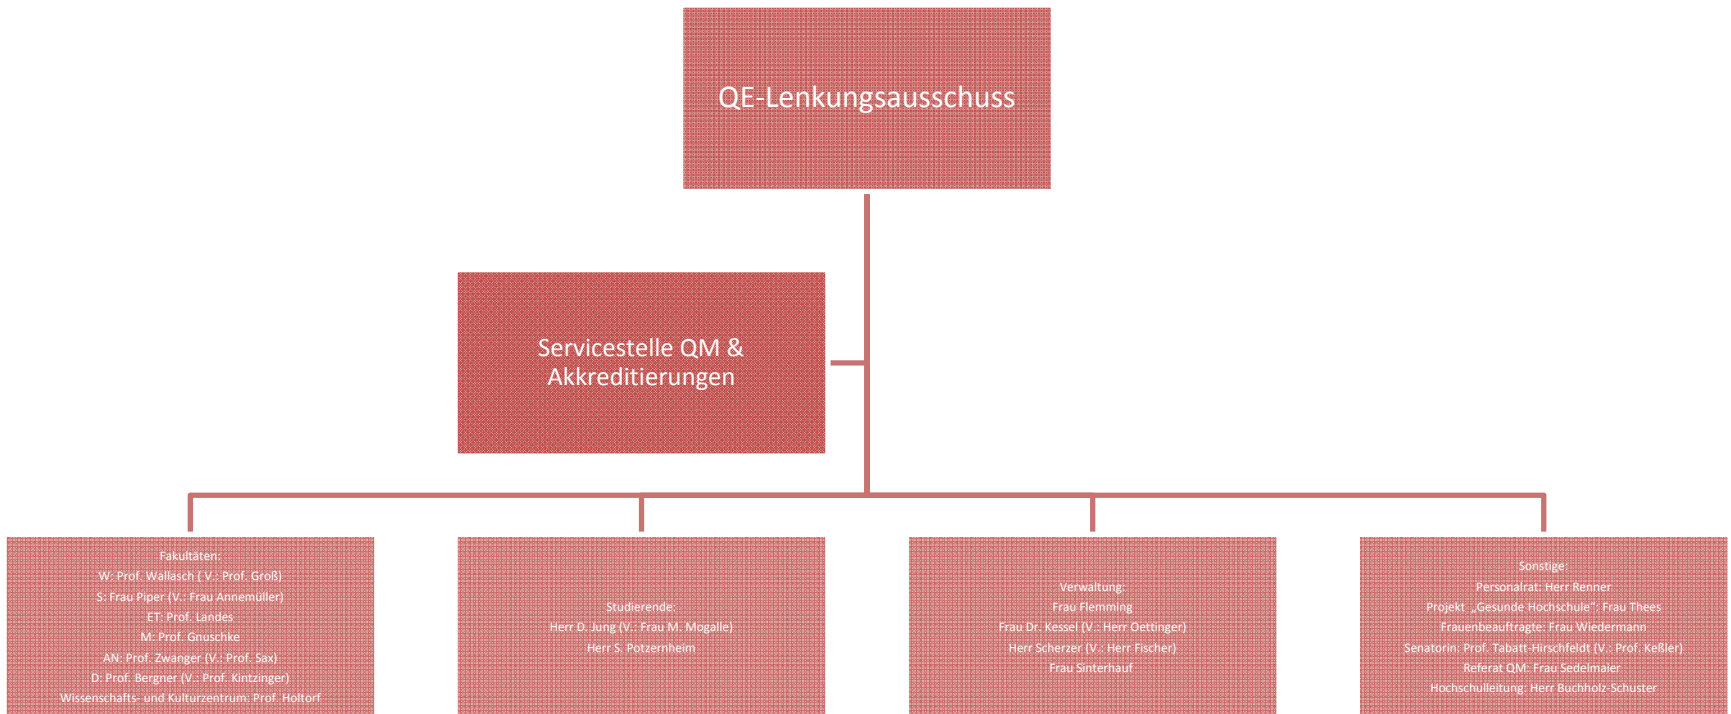 QE-Lenkungsausschuss
Servicestelle QM &
Akkreditierungen
Fakultäten:
W: Prof. Wallasch ( V.: Prof. Groß)
S: Frau Piper (V.: Frau Annemüller)
ET: Prof. Landes
M: Prof. Gnuschke
AN: Prof. Zwanger (V.: Prof. Sax)
D: Prof. Bergner (V.: Prof. Kintzinger)
Wissenschafts- und Kulturzentrum: Prof. Holtorf
Studierende:
Herr D. Jung (V.: Frau M. Mogalle)
Herr S. Potzernheim
Verwaltung:
Frau Flemming
Frau Dr. Kessel (V.: Herr Oettinger)
Herr Scherzer (V.: Herr Fischer)
Frau Sinterhauf
Sonstige:
Personalrat: Herr Renner
Projekt „Gesunde Hochschule“: Frau Thees
Frauenbeauftragte: Frau Wiedermann
Senatorin: Prof. Tabatt-Hirschfeldt (V.: Prof. Keßler)
Referat QM: Frau Sedelmaier
Hochschulleitung: Herr Buchholz-Schuster